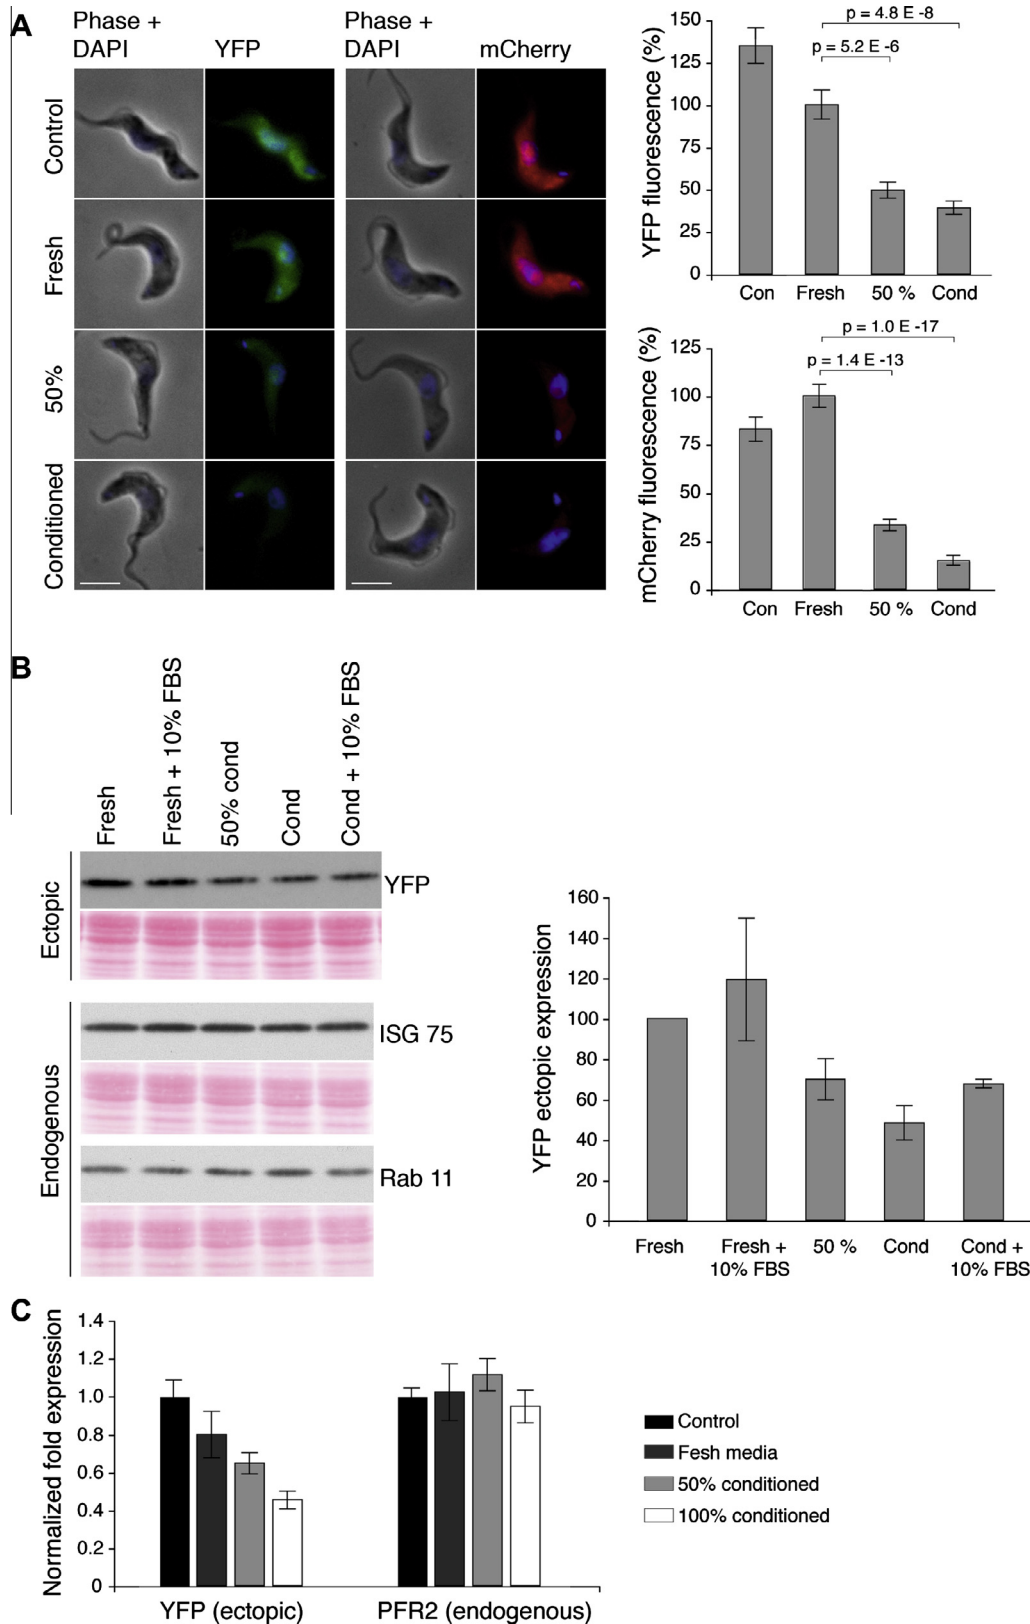 A
Phase +
DAPI
YFP
Phase +
DAPI
mCherry
Control
Fresh
50%
Conditioned
YFP fluorescence (%)
150
125
100
75
50
25
0
p = 4.8 E -8
p = 5.2 E -6
Con
Fresh
50 %
Cond
mCherry fluorescence (%)
125
100
75
50
25
0
p = 1.0 E -17
p = 1.4 E -13
Con
Fresh
50 %
Cond
B
Fresh
Fresh + 10% FBS
50% cond
Cond
Cond + 10% FBS
Ectopic
YFP
Endogenous
ISG 75
Rab 11
YFP ectopic expression
160
140
120
100
80
60
40
20
0
Fresh
Fresh +
10% FBS
50 %
Cond
Cond +
10% FBS
C
Normalized fold expression
1.4
1.2
1.0
0.8
0.6
0.4
0.2
0
YFP (ectopic)
PFR2 (endogenous)
Control
Fesh media
50% conditioned
100% conditioned